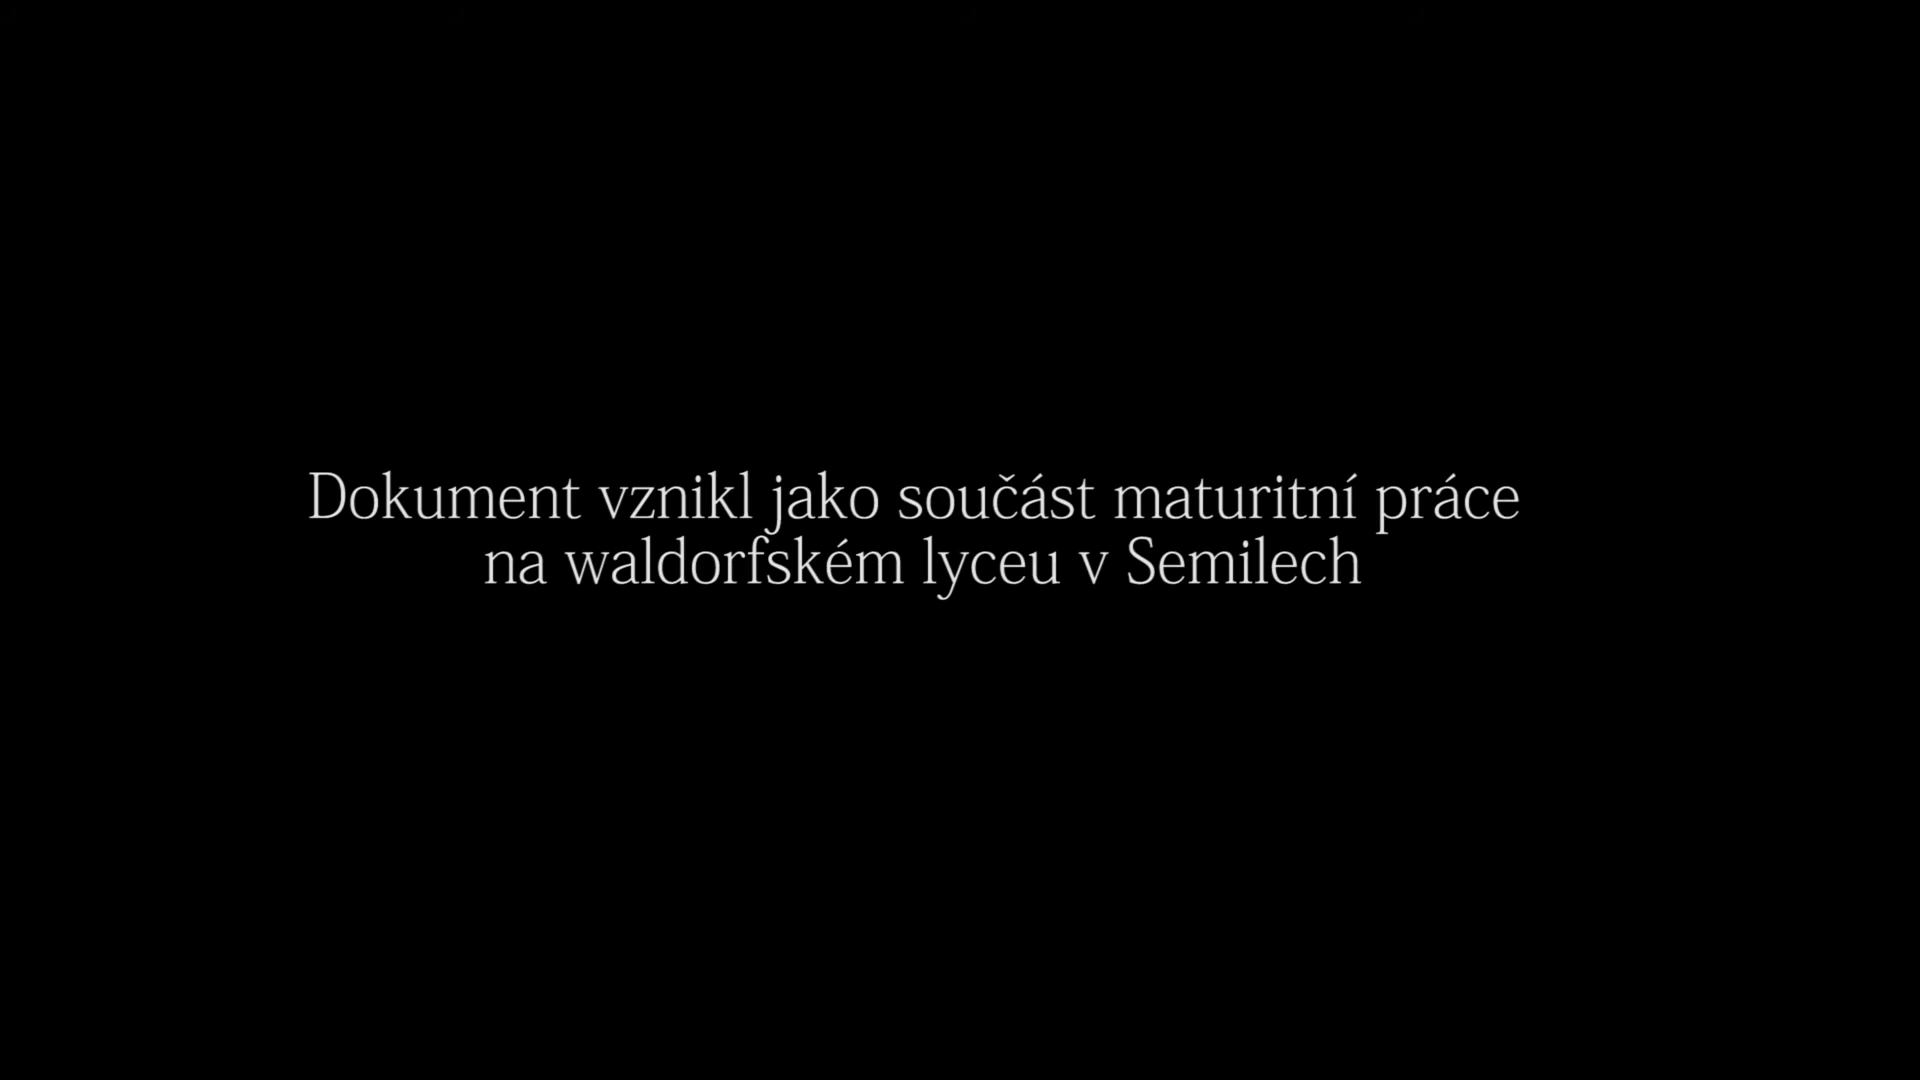 Dokument vznikl jako součást maturitní práce
na waldorfském lyceu v Semilech